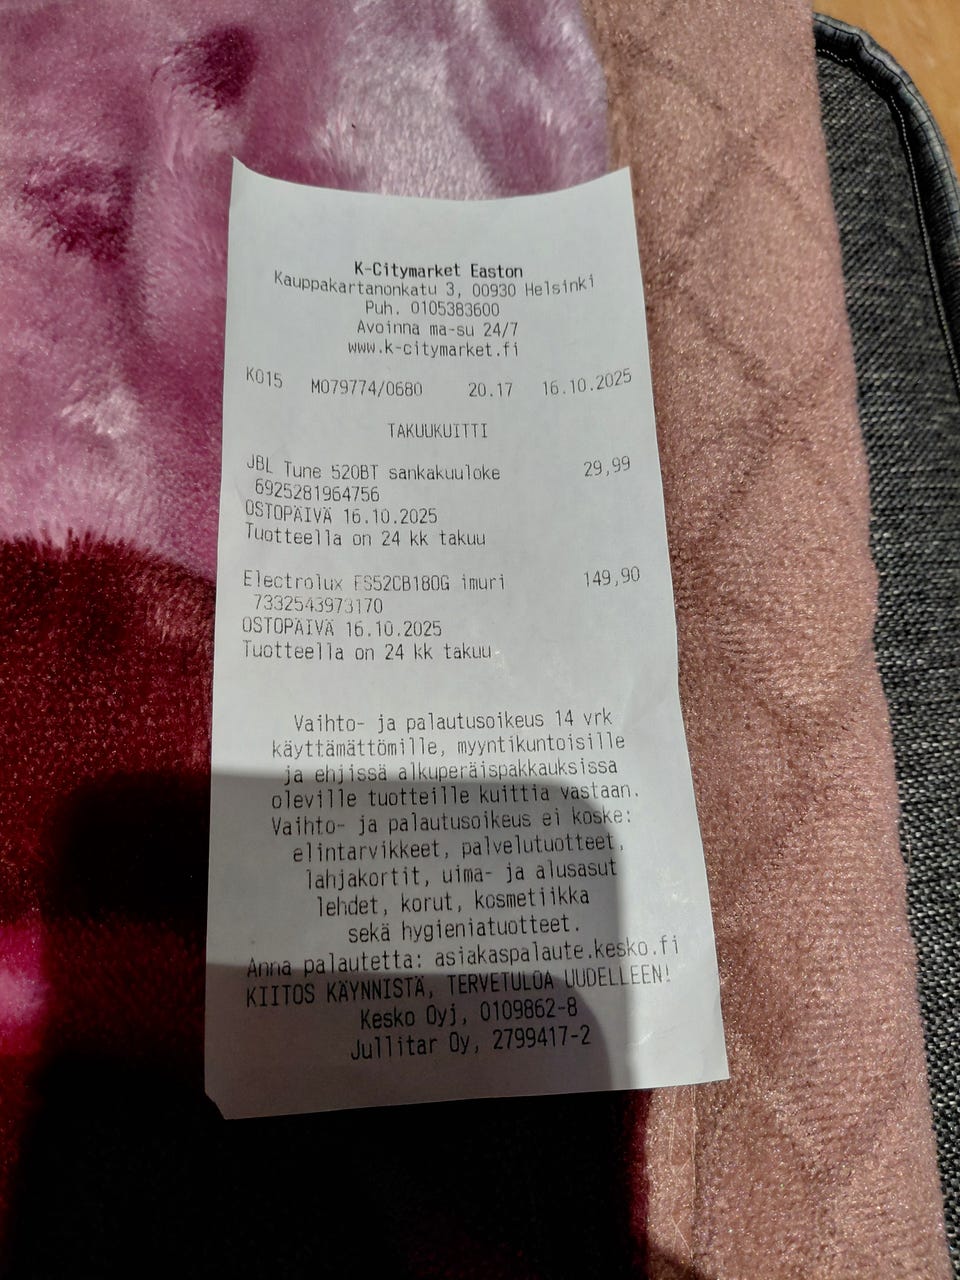 K-Citymarket Easton
Kauppakartanonkatu 3, 00930 Helsinki
Puh. 0105383600
Avoinna ma-su 24/7
www.k-citymarket.fi
K015 M079774/0680 20.17 16.10.2025
TAKUUKUITTI
JBL Tune 520BT sankakuuloke 29,99
6925281964756
OSTOPÄIVÄ 16.10.2025
Tuotteella on 24 kk takuu
Electrolux ES52CB180G imuri 149,90
7332543973170
OSTOPÄIVÄ 16.10.2025
Tuotteella on 24 kk takuu
Vaihto- ja palautusoikeus 14 vrk
käyttämättömille, myyntikuntoisille
ja ehjissä alkuperäispakkauksissa
oleville tuotteille kuittia vastaan.
Vaihto- ja palautusoikeus ei koske:
elintarvikkeet, palvelutuotteet,
lahjakortit, uima- ja alusasut
lehdet, korut, kosmetiikka
sekä hygieniatuotteet.
Anna palautetta: asiakaspalaute.kesko.fi
KIITOS KÄYNNISTÄ, TERVETULOA UUDELLEEN!
Kesko Oyj, 0109862-8
Jullitar Oy, 2799417-2